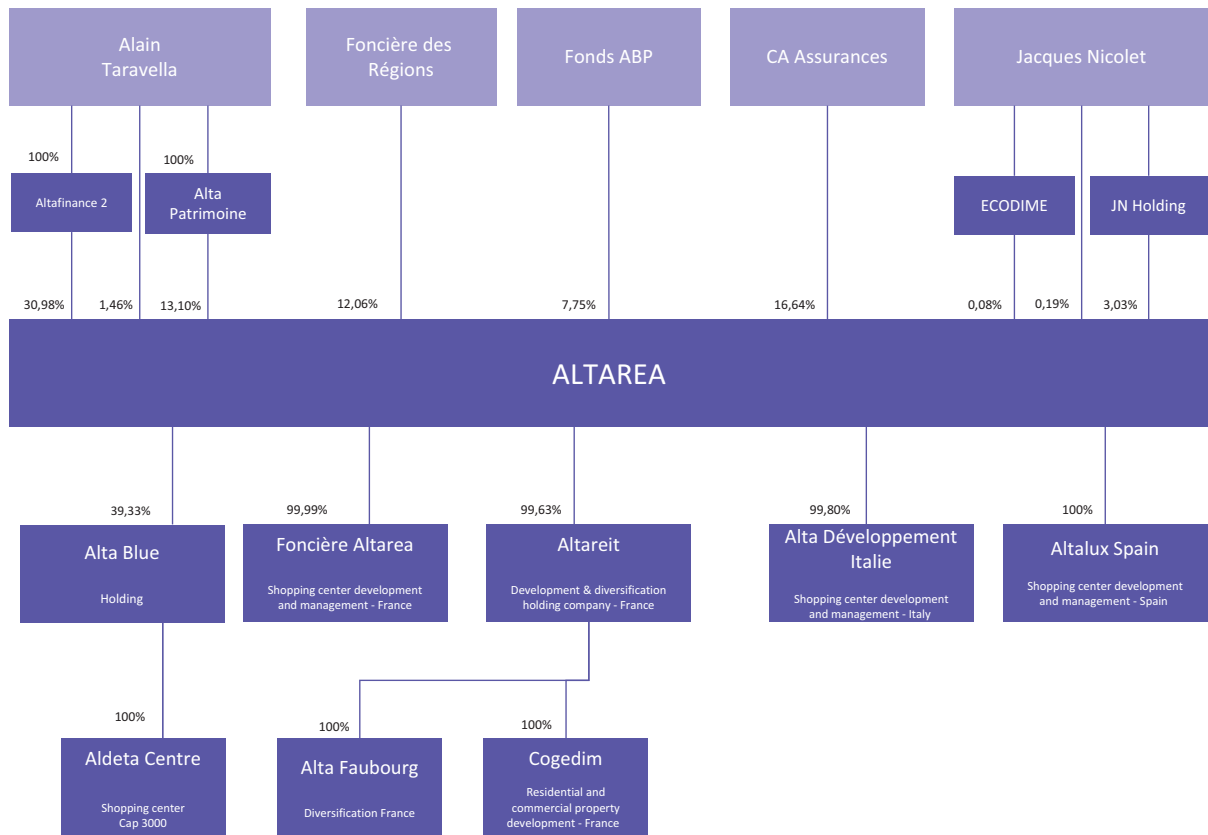 Alain
Taravella
Foncière des
Régions
Fonds ABP
CA Assurances
Jacques Nicolet
100%
100%
Altafinance 2
Alta
Patrimoine
ECODIME
JN Holding
30,98%
1,46%
13,10%
12,06%
7,75%
16,64%
0,08%
0,19%
3,03%
ALTAREA
39,33%
99,99%
99,63%
99,80%
100%
Alta Blue
Holding
Foncière Altarea
Shopping center development
and management - France
Altareit
Development & diversification
holding company - France
Alta Développement
Italie
Shopping center development
and management - Italy
Altalux Spain
Shopping center development
and management - Spain
100%
100%
100%
Aldeta Centre
Shopping center
Cap 3000
Alta Faubourg
Diversification France
Cogedim
Residential and
commercial property
development - France